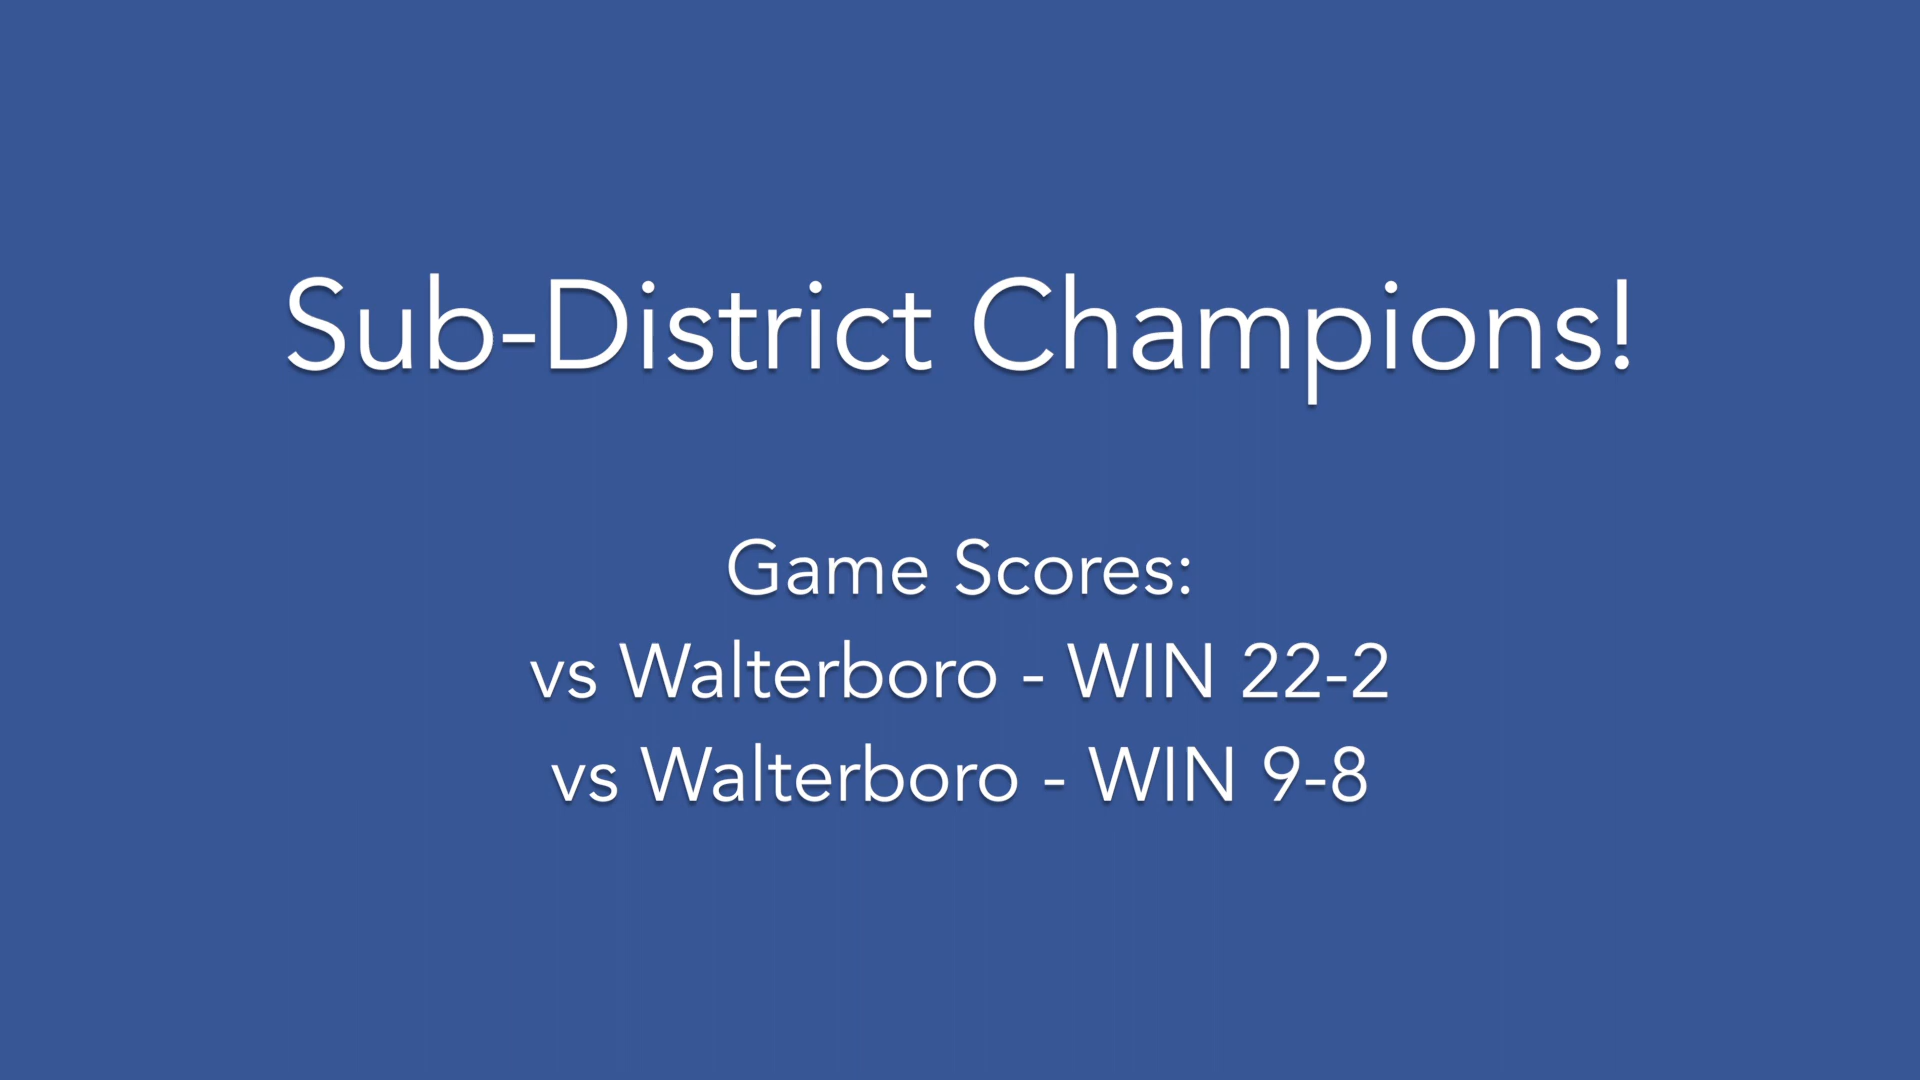 Sub-District Champions!
Game Scores:
vs Walterboro - WIN 22-2
vs Walterboro - WIN 9-8